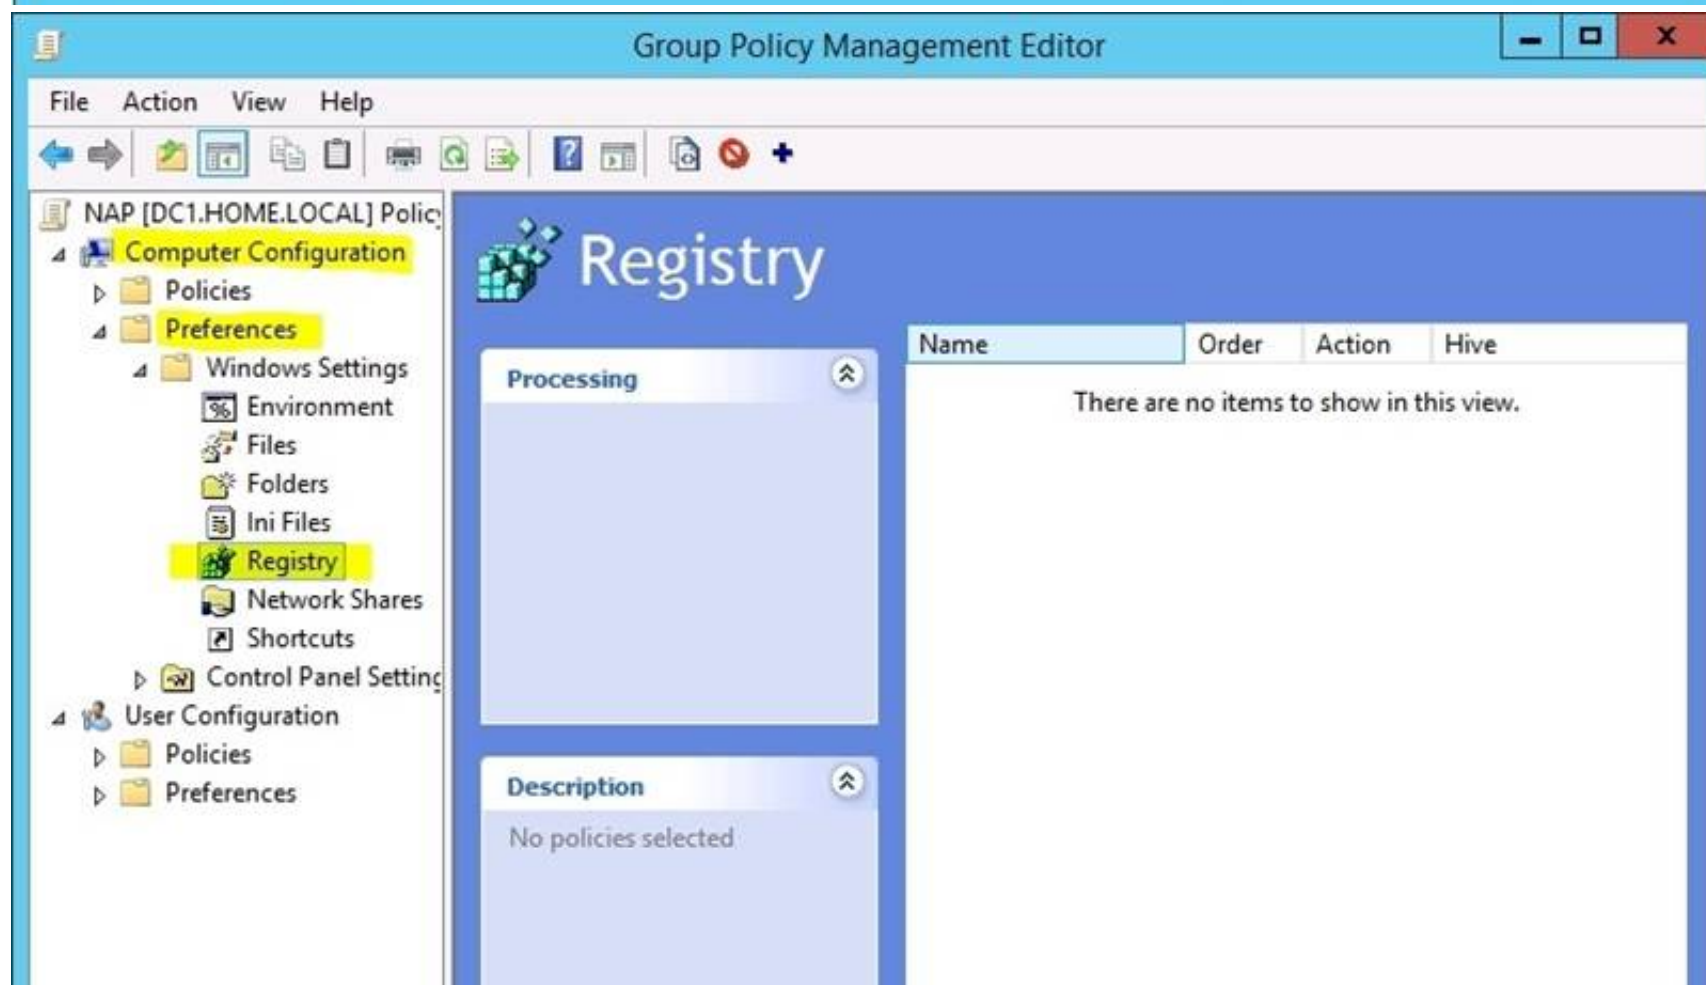 Group Policy Management Editor
File Action View Help
NAP [DC1.HOME.LOCAL] Polic
Computer Configuration
Policies
Preferences
Windows Settings
Environment
Files
Folders
Ini Files
Registry
Network Shares
Shortcuts
Control Panel Setting
User Configuration
Policies
Preferences
Registry
Processing
Description
No policies selected
Name Order Action Hive
There are no items to show in this view.